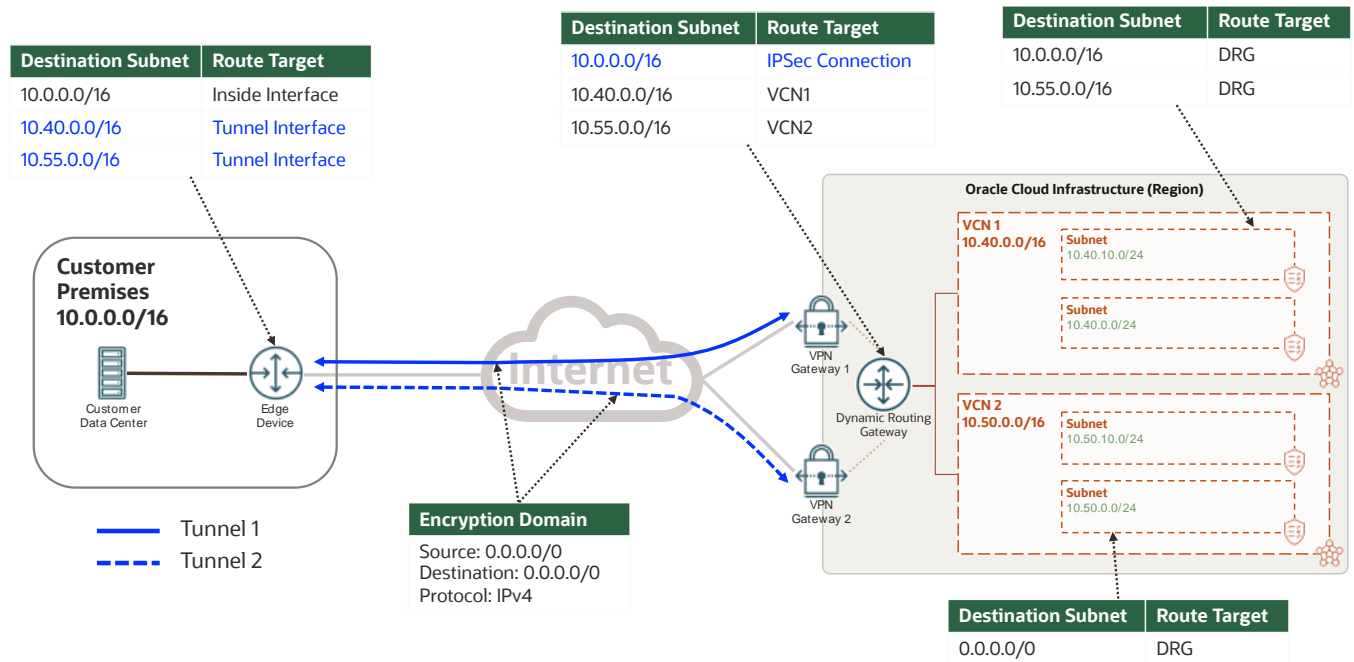 Destination Subnet Route Target
10.0.0.0/16 Inside Interface
10.40.0.0/16 Tunnel Interface
10.55.0.0/16 Tunnel Interface
Destination Subnet Route Target
10.0.0.0/16 IPSec Connection
10.40.0.0/16 VCN1
10.55.0.0/16 VCN2
Destination Subnet Route Target
10.0.0.0/16 DRG
10.55.0.0/16 DRG
Oracle Cloud Infrastructure (Region)
VCN 1
10.40.0.0/16
Subnet
10.40.10.0/24
Subnet
10.40.0.0/24
VCN 2
10.50.0.0/16
Subnet
10.50.10.0/24
Subnet
10.50.0.0/24
Customer
Premises
10.0.0.0/16
Customer
Data Center
Edge
Device
Internet
VPN
Gateway 1
Dynamic Routing
Gateway
VPN
Gateway 2
Tunnel 1
Tunnel 2
Encryption Domain
Source: 0.0.0.0/0
Destination: 0.0.0.0/0
Protocol: IPv4
Destination Subnet Route Target
0.0.0.0/0 DRG